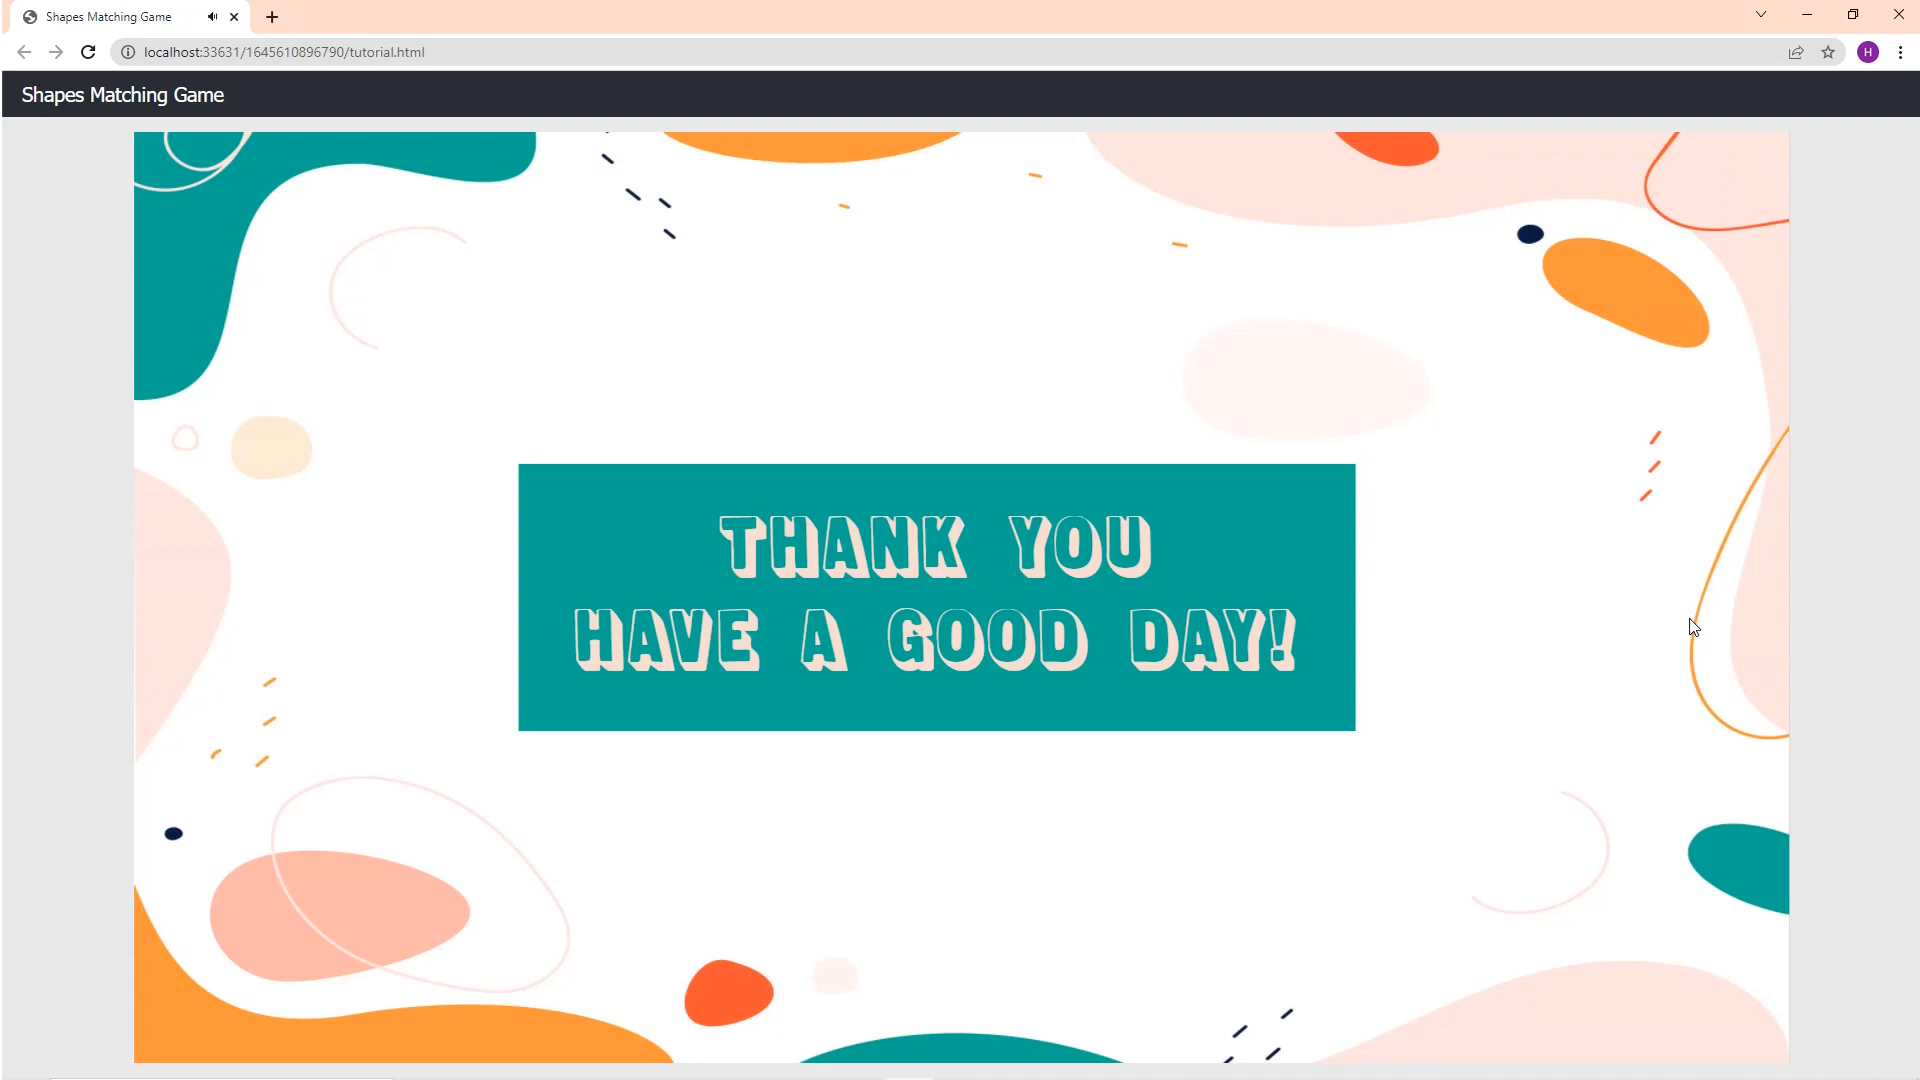 Shapes Matching Game
localhost:33631/1645610896790/tutorial.html
H
Shapes Matching Game
THANK YOU
HAVE A GOOD DAY!